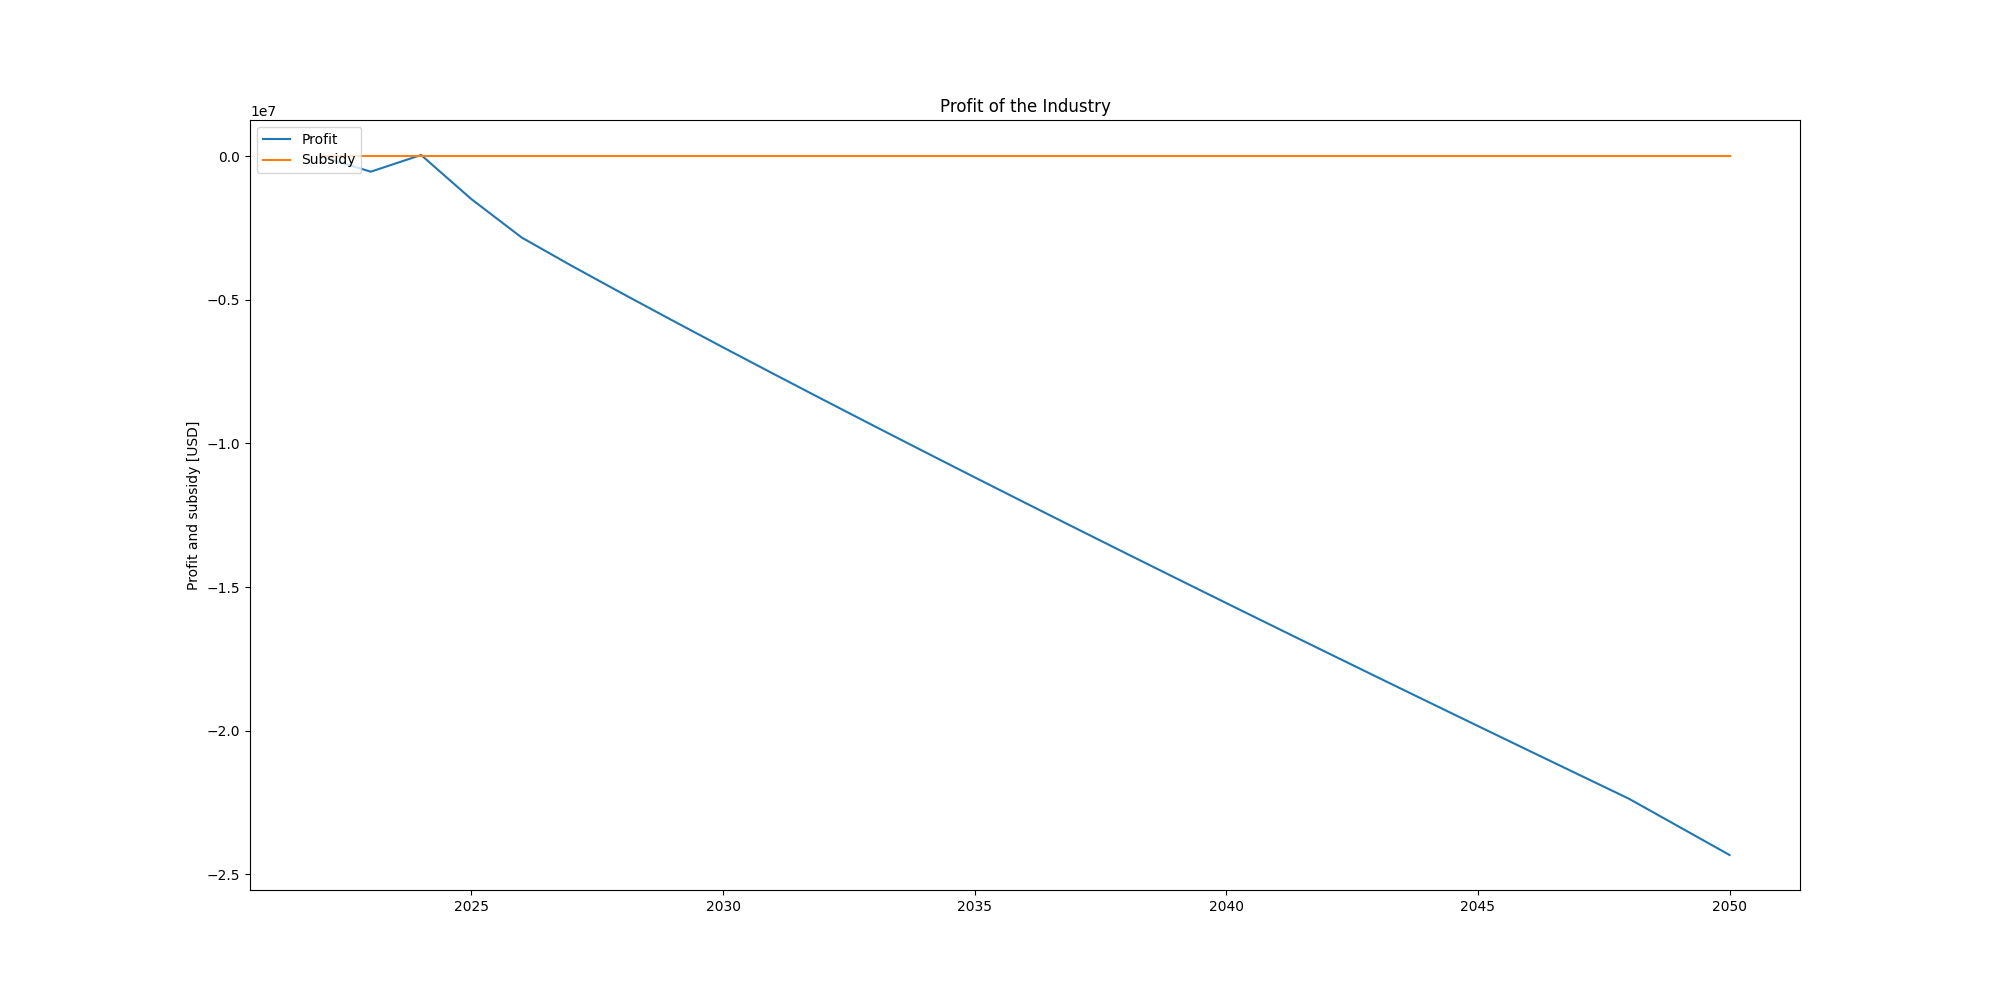 Profit of the Industry
1e7
Profit
Subsidy
0.0
−0.5
−1.0
−1.5
−2.0
−2.5
Profit and subsidy [USD]
2025 2030 2035 2040 2045 2050